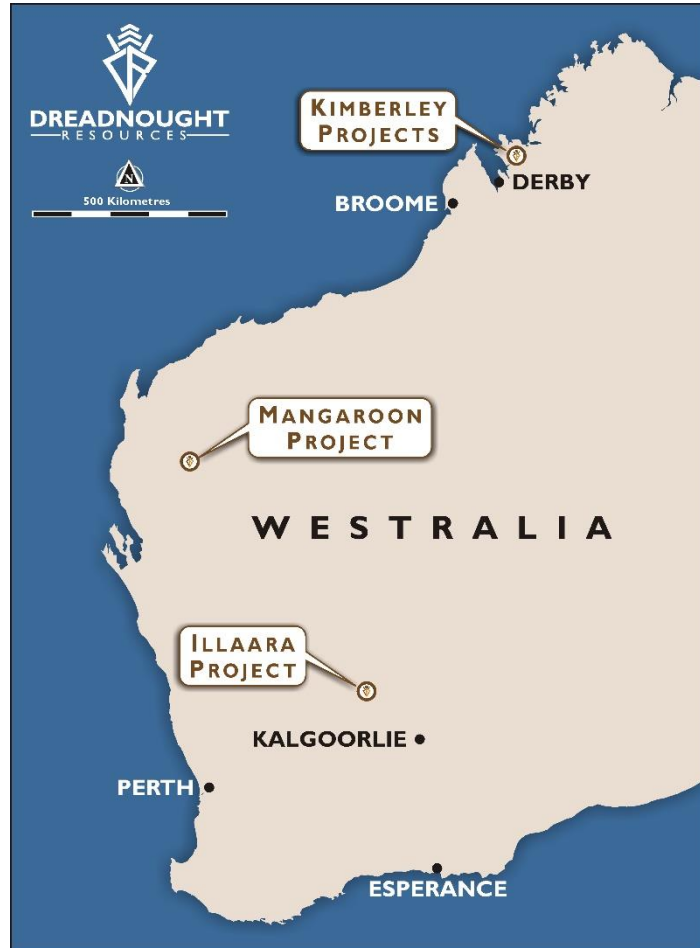 DREADNOUGHT
RESOURCES
N
500 Kilometres
KIMBERLEY
PROJECTS
DERBY
BROOME
MANGAROON
PROJECT
WESTRALIA
ILLAARA
PROJECT
KALGOORLIE
PERTH
ESPERANCE